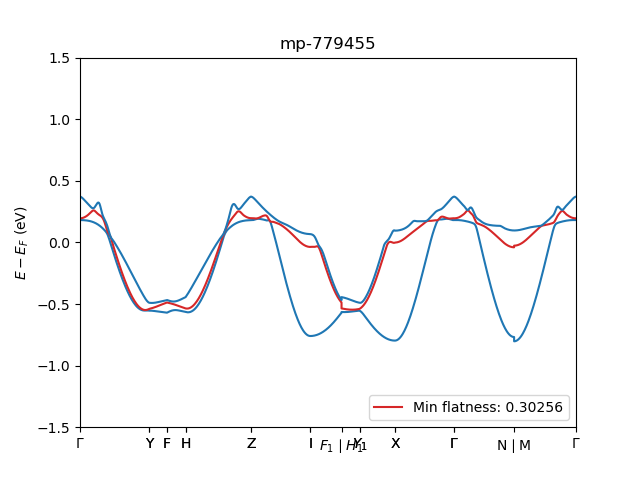 mp-779455
1.5
1.0
0.5
0.0
−0.5
−1.0
−1.5
E − E_F (eV)
Min flatness: 0.30256
Γ Y F H Z I F₁ | H₁ Y₁ X Γ N | M Γ